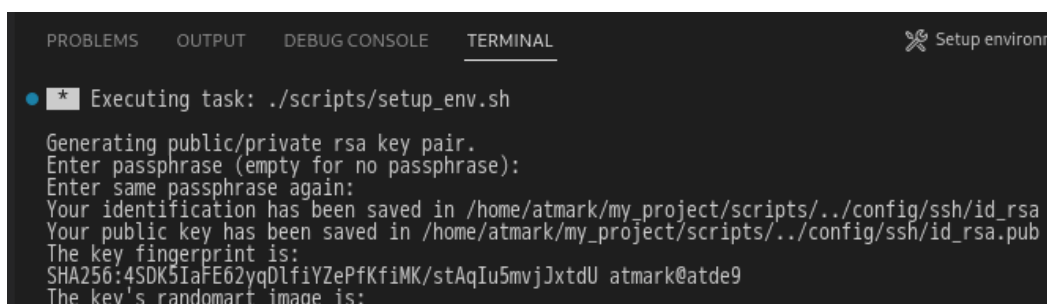 PROBLEMS OUTPUT DEBUG CONSOLE TERMINAL Setup environ
* Executing task: ./scripts/setup_env.sh
Generating public/private rsa key pair.
Enter passphrase (empty for no passphrase):
Enter same passphrase again:
Your identification has been saved in /home/atmark/my_project/scripts/../config/ssh/id_rsa
Your public key has been saved in /home/atmark/my_project/scripts/../config/ssh/id_rsa.pub
The key fingerprint is:
SHA256:4SDK5IaFE62yqDlfiYZePfKfiMK/stAqIu5mvjJxtdU atmark@atde9
The key's randomart image is: